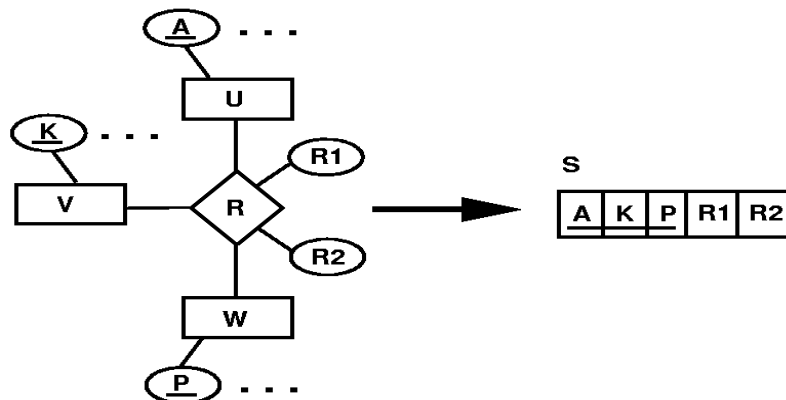 A . . .
U
K . . .
R1
V
R
R2
W
P . . .
S
A K P R1 R2